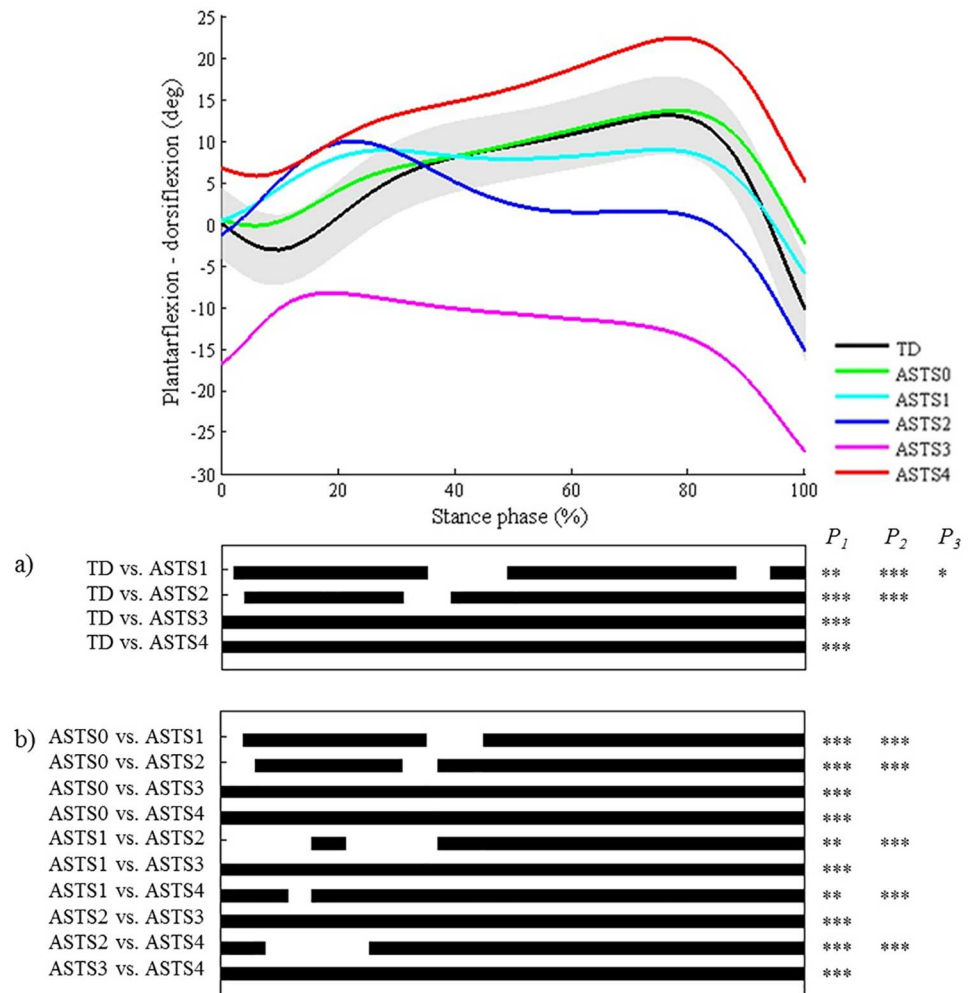 25
20
15
10
5
0
-5
-10
-15
-20
-25
-30
Plantarflexion - dorsiflexion (deg)
0 20 40 60 80 100
Stance phase (%)
TD
ASTS0
ASTS1
ASTS2
ASTS3
ASTS4
P1 P2 P3
a)
TD vs. ASTS1 ** *** *
TD vs. ASTS2 *** ***
TD vs. ASTS3 ***
TD vs. ASTS4 ***
b)
ASTS0 vs. ASTS1 *** ***
ASTS0 vs. ASTS2 *** ***
ASTS0 vs. ASTS3 ***
ASTS0 vs. ASTS4 ***
ASTS1 vs. ASTS2 ** ***
ASTS1 vs. ASTS3 ***
ASTS1 vs. ASTS4 ** ***
ASTS2 vs. ASTS3 ***
ASTS2 vs. ASTS4 *** ***
ASTS3 vs. ASTS4 ***